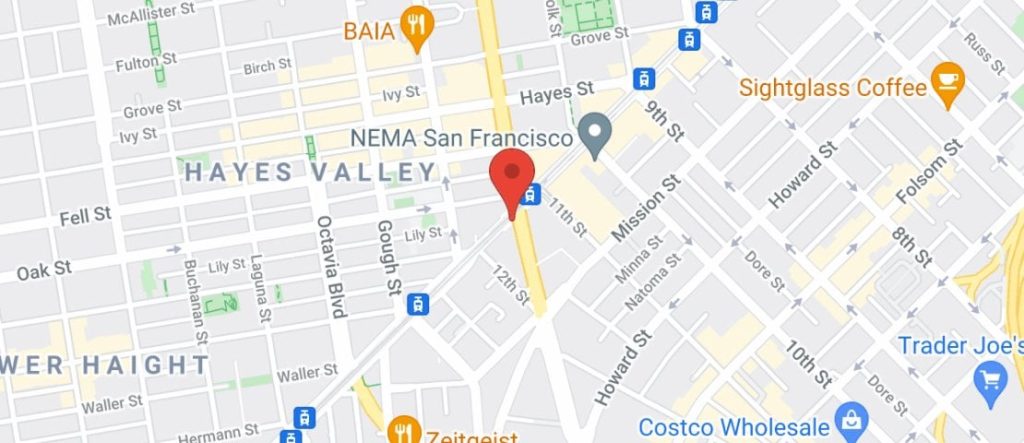 McAllister St
BAIA
Fulton St
Birch St
Grove St
Russ St
Ivy St
Hayes St
Sightglass Coffee
Grove St
Ivy St
9th St
NEMA San Francisco
HAYES VALLEY
Howard St
Folsom St
Fell St
11th St
Mission St
Octavia Blvd
Gough St
Lily St
8th St
Minna St
Natoma St
Dore St
Oak St
Lily St
Buchanan St
Laguna St
12th St
WER HAIGHT
Waller St
Howard St
10th St
Trader Joe's
Dore St
Waller St
Hermann St
Zeitgeist
Costco Wholesale